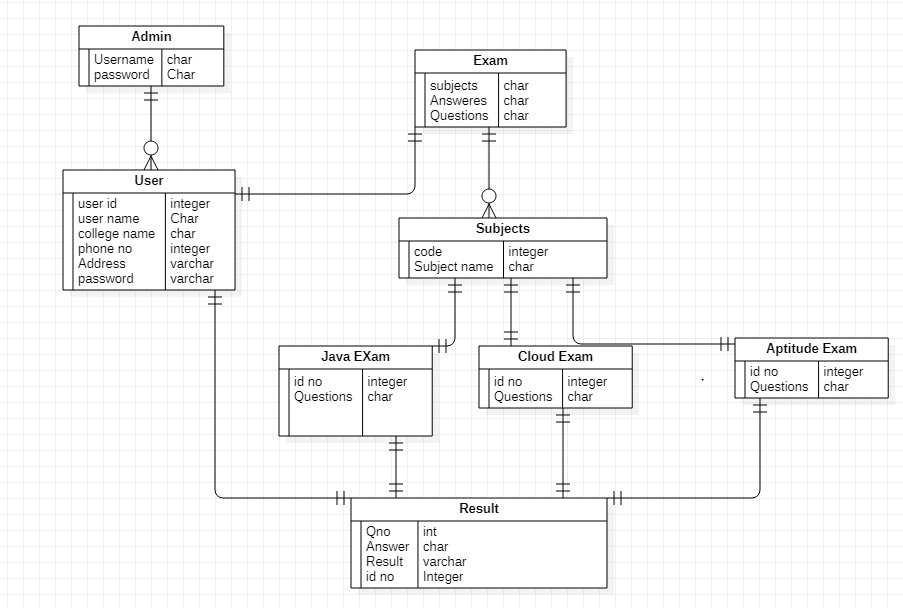 Admin
Username char
password Char
Exam
subjects char
Answeres char
Questions char
User
user id integer
user name Char
college name char
phone no integer
Address varchar
password varchar
Subjects
code integer
Subject name char
Java EXam
id no integer
Questions char
Cloud Exam
id no integer
Questions char
Aptitude Exam
id no integer
Questions char
Result
Qno int
Answer char
Result varchar
id no Integer